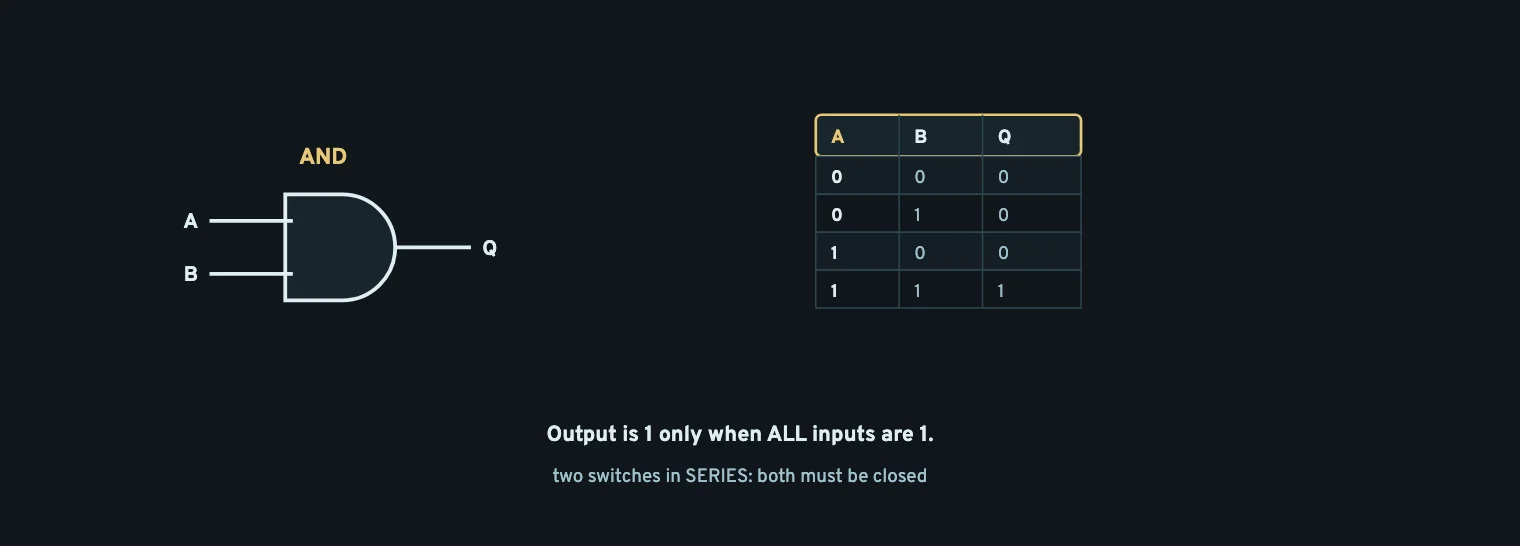 AND
A
B
Q
A B Q
0 0 0
0 1 0
1 0 0
1 1 1
Output is 1 only when ALL inputs are 1.
two switches in SERIES: both must be closed